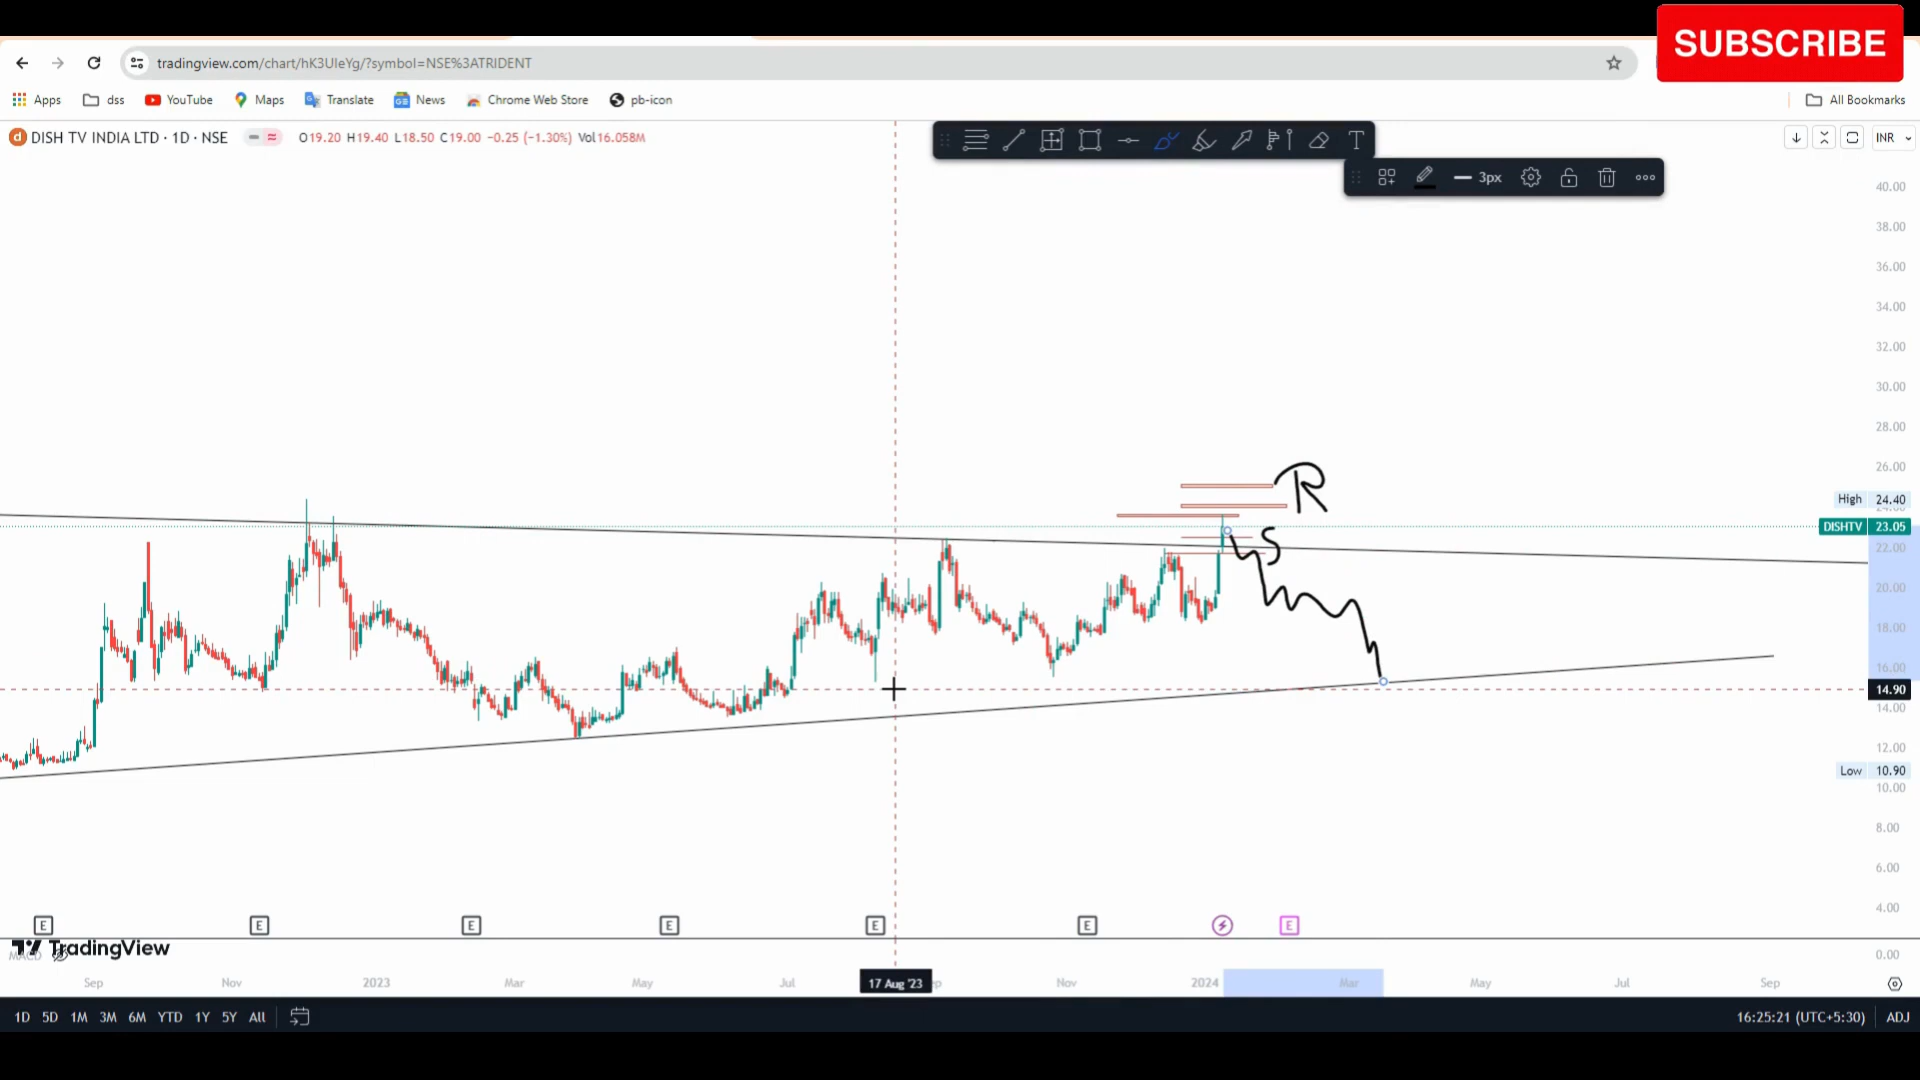 SUBSCRIBE
tradingview.com/chart/hK3UIeYg/?symbol=NSE%3ATRIDENT
Apps dss YouTube Maps Translate News Chrome Web Store pb-icon All Bookmarks
DISH TV INDIA LTD · 1D · NSE O19.20 H19.40 L18.50 C19.00 −0.25 (−1.30%) Vol16.058M
T
INR
3px
40.00
38.00
36.00
34.00
32.00
30.00
28.00
26.00
R
High 24.40
DISHTV 23.05
S
22.00
20.00
18.00
16.00
14.90
14.00
12.00
Low 10.90
10.00
8.00
6.00
4.00
E E E E E E E
TradingView
MACD
0.00
Sep Nov 2023 Mar May Jul 17 Aug '23 Nov 2024 Mar May Jul Sep
1D 5D 1M 3M 6M YTD 1Y 5Y All 16:25:21 (UTC+5:30) ADJ